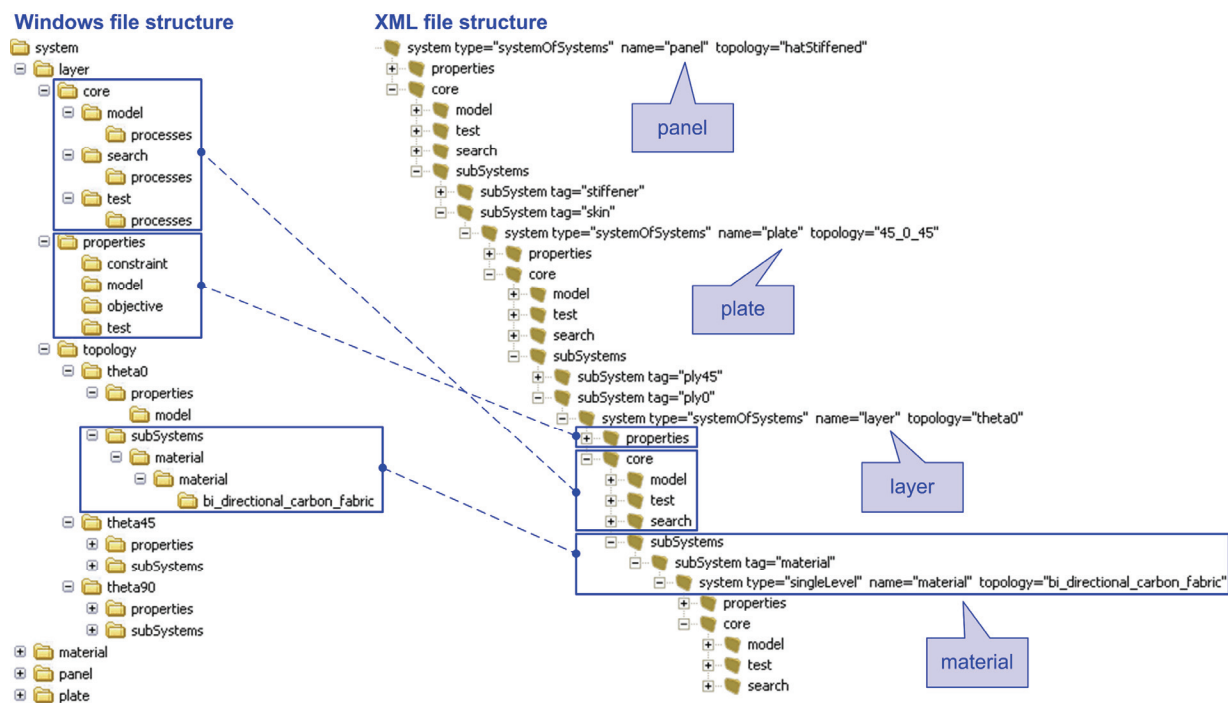 Windows file structure
system
layer
core
model
processes
search
processes
test
processes
properties
constraint
model
objective
test
topology
theta0
properties
model
subSystems
material
material
bi_directional_carbon_fabric
theta45
properties
subSystems
theta90
properties
subSystems
material
panel
plate
XML file structure
system type="systemOfSystems" name="panel" topology="hatStiffened"
properties
core
model
test
search
subSystems
subSystem tag="stiffener"
subSystem tag="skin"
system type="systemOfSystems" name="plate" topology="45_0_45"
properties
core
model
test
search
subSystems
subSystem tag="ply45"
subSystem tag="ply0"
system type="systemOfSystems" name="layer" topology="theta0"
properties
core
model
test
search
subSystems
subSystem tag="material"
system type="singleLevel" name="material" topology="bi_directional_carbon_fabric"
properties
core
model
test
search
panel
plate
layer
material